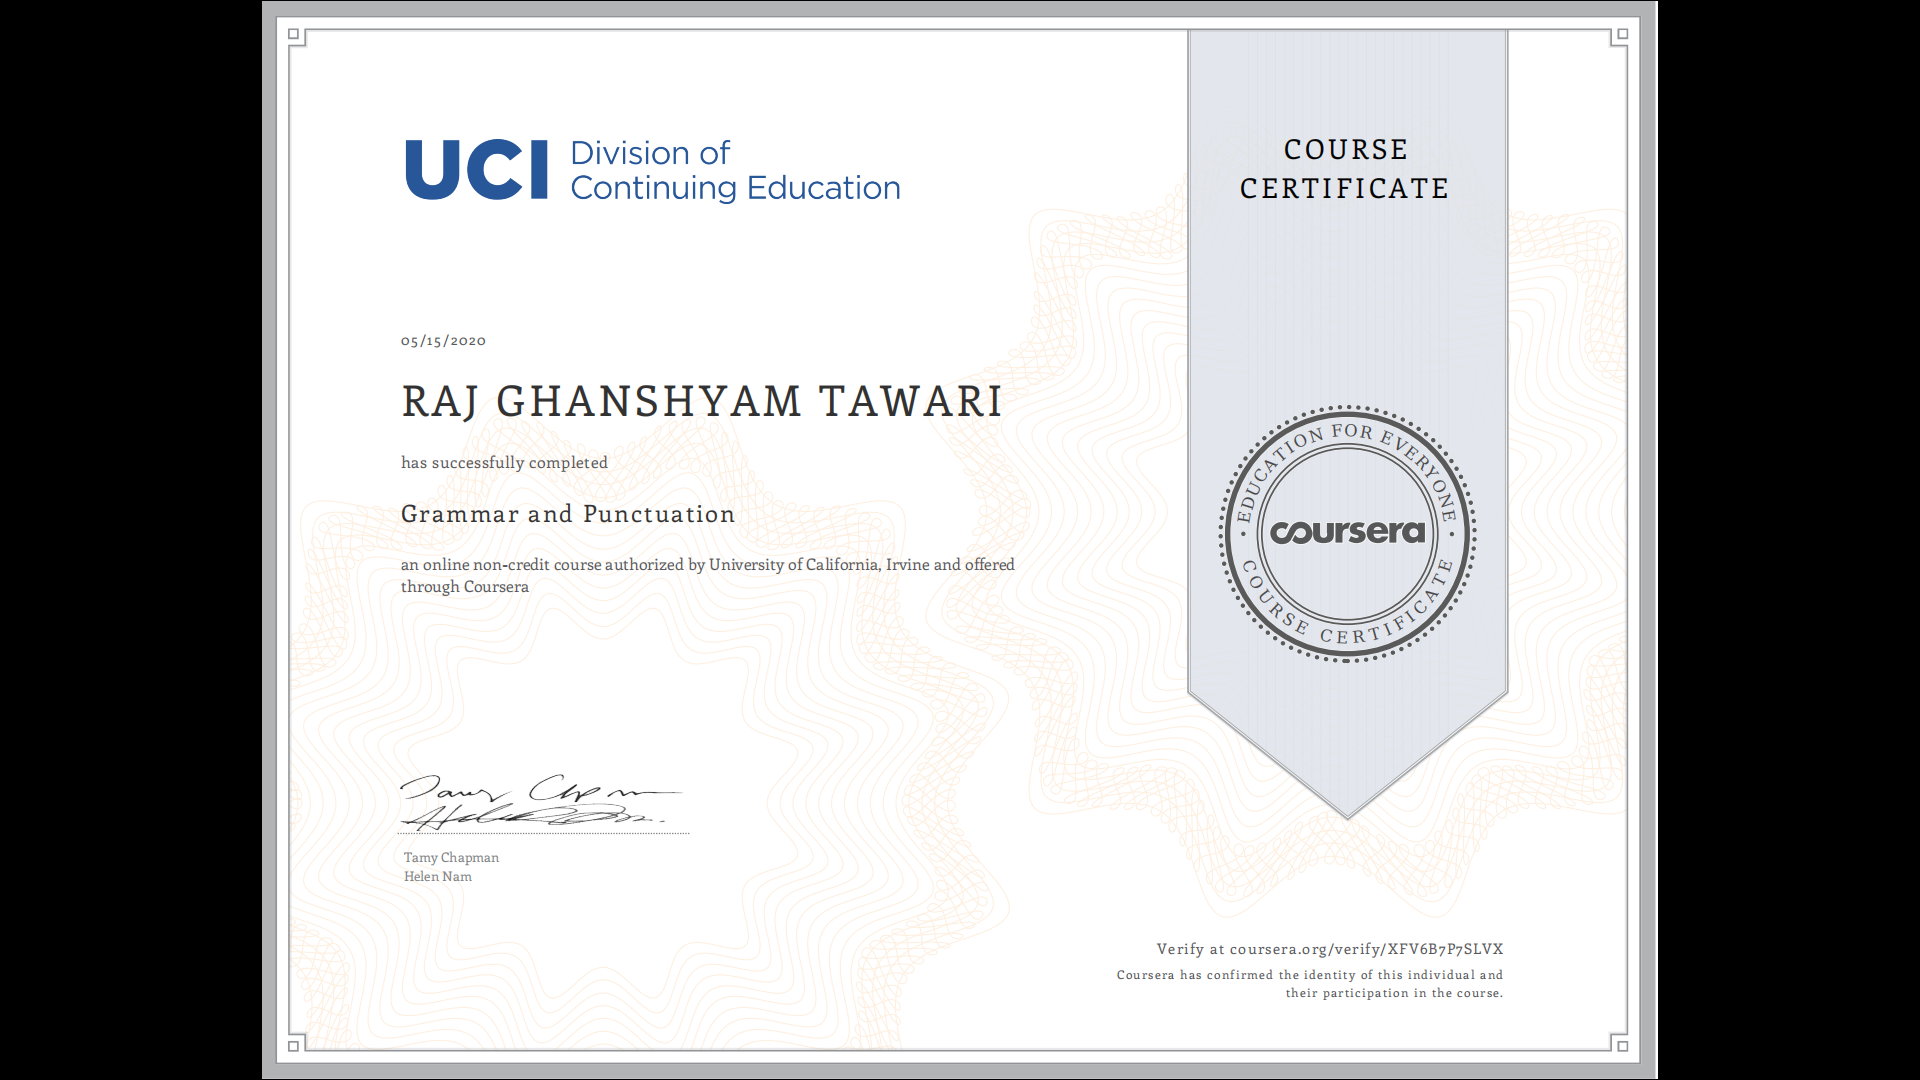 UCI Division of
Continuing Education
COURSE
CERTIFICATE
05/15/2020
RAJ GHANSHYAM TAWARI
has successfully completed
Grammar and Punctuation
an online non-credit course authorized by University of California, Irvine and offered
through Coursera
EDUCATION FOR EVERYONE
coursera
COURSE CERTIFICATE
Tamy Chapman
Helen Nam
Verify at coursera.org/verify/XFV6B7P7SLVX
Coursera has confirmed the identity of this individual and
their participation in the course.